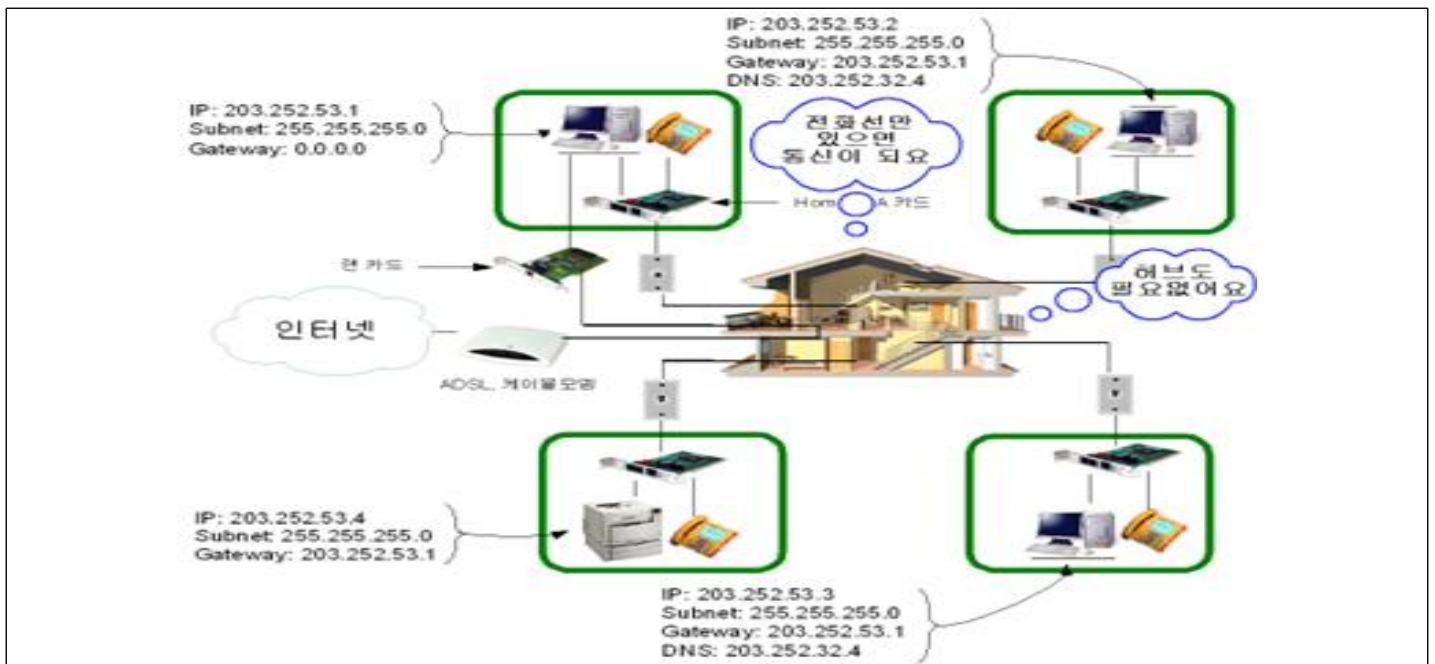 IP: 203.252.53.2
Subnet: 255.255.255.0
Gateway: 203.252.53.1
DNS: 203.252.32.4
IP: 203.252.53.1
Subnet: 255.255.255.0
Gateway: 0.0.0.0
전화선만
있으면
통신이 되요
Hom A 카드
랜 카드
허브도
필요없어요
인터넷
ADSL, 케이블모뎀
IP: 203.252.53.4
Subnet: 255.255.255.0
Gateway: 203.252.53.1
IP: 203.252.53.3
Subnet: 255.255.255.0
Gateway: 203.252.53.1
DNS: 203.252.32.4